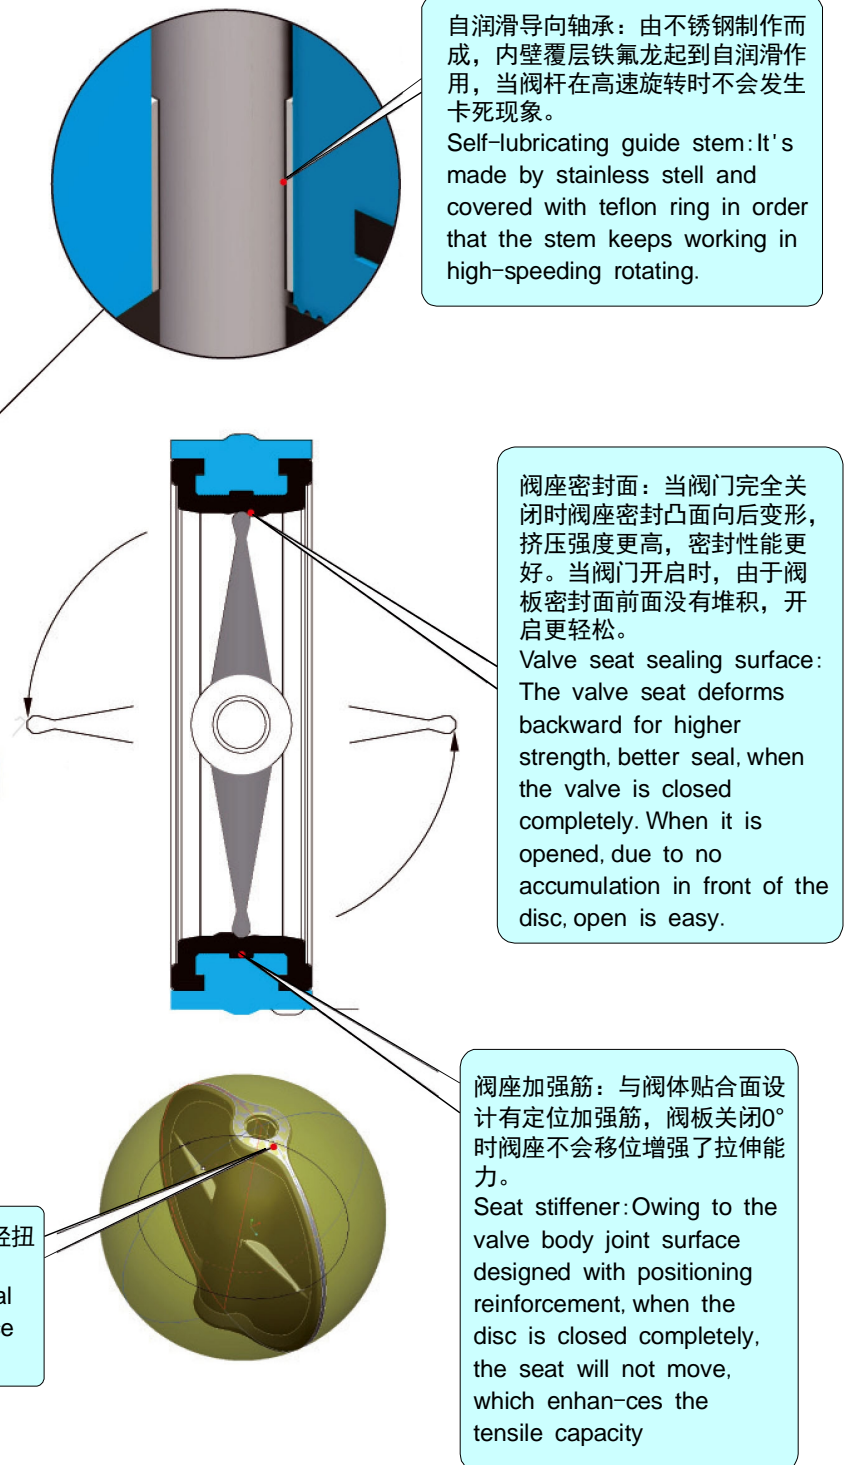 自润滑导向轴承：由不锈钢制作而
成，内壁覆层铁氟龙起到自润滑作
用，当阀杆在高速旋转时不会发生
卡死现象。
Self-lubricating guide stem:It's
made by stainless stell and
covered with teflon ring in order
that the stem keeps working in
high-speeding rotating.
阀座密封面：当阀门完全关
闭时阀座密封凸面向后变形，
挤压强度更高，密封性能更
好。当阀门开启时，由于阀
板密封面前面没有堆积，开
启更轻松。
Valve seat sealing surface:
The valve seat deforms
backward for higher
strength,better seal,when
the valve is closed
completely.When it is
opened,due to no
accumulation in front of the
disc,open is easy.
阀座加强筋：与阀体贴合面设
计有定位加强筋，阀板关闭0°
时阀座不会移位增强了拉伸能
力。
Seat stiffener:Owing to the
valve body joint surface
designed with positioning
reinforcement,when the
disc is closed completely,
the seat will not move,
which enhan-ces the
tensile capacity
扭